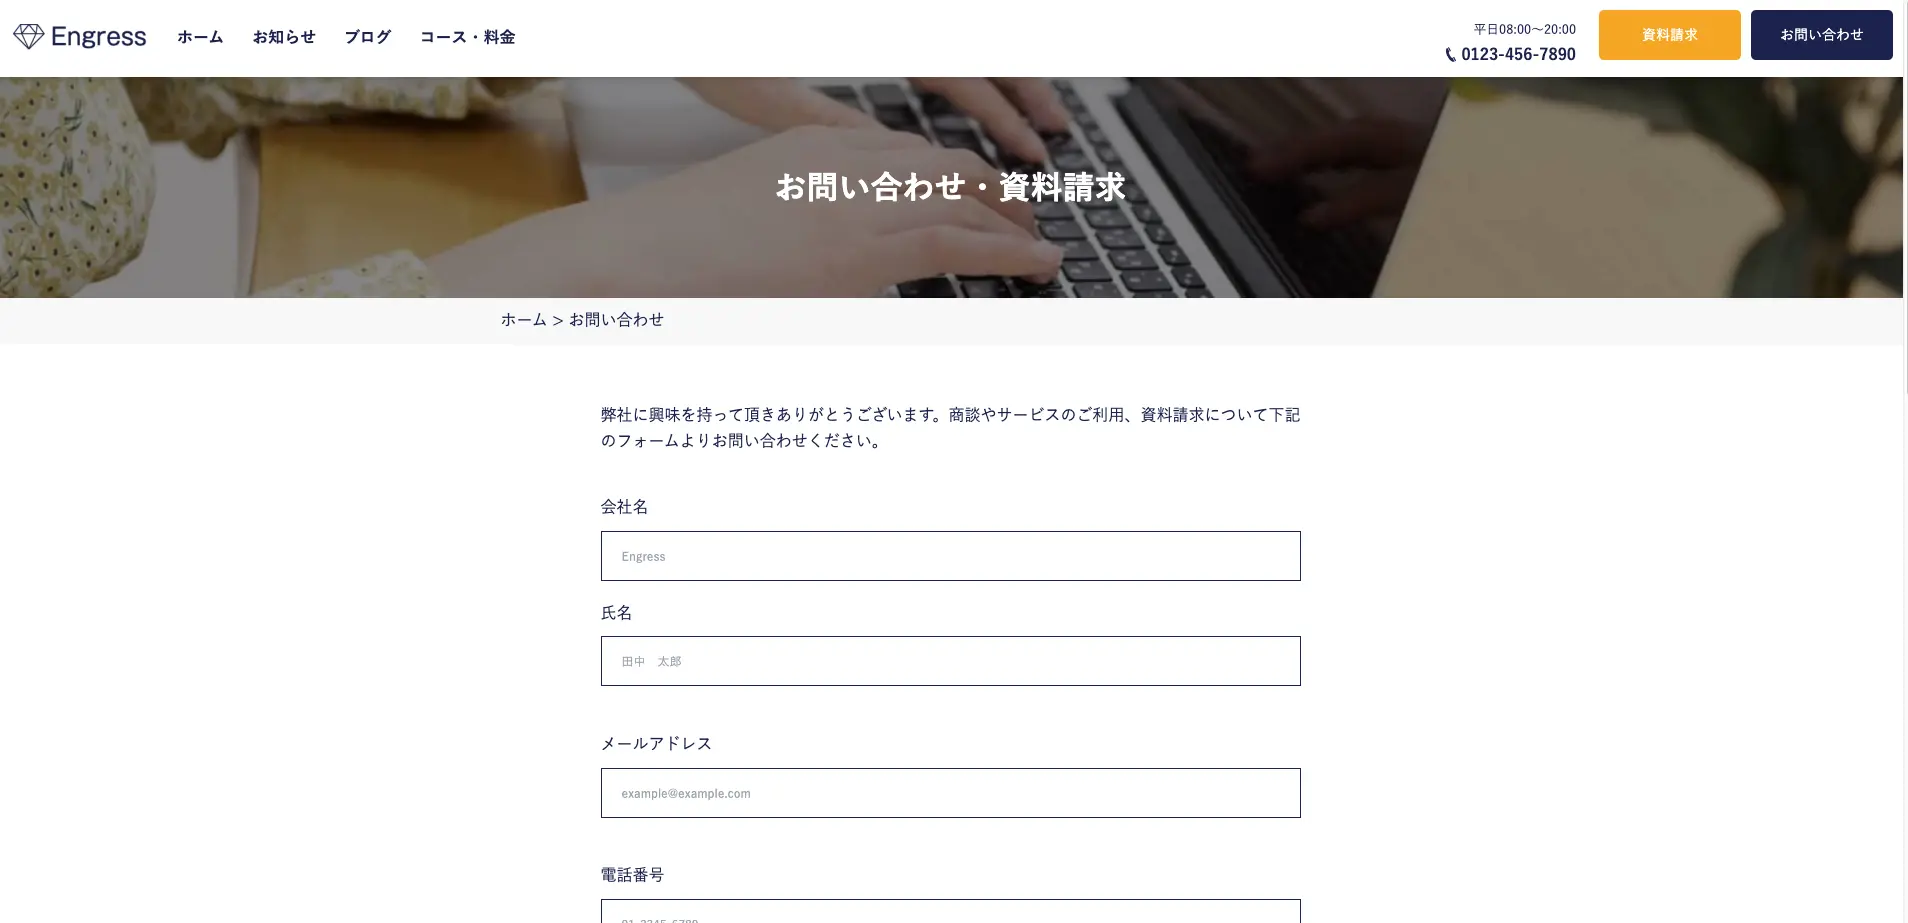 Engress ホーム お知らせ ブログ コース・料金
平日08:00〜20:00
0123-456-7890
資料請求
お問い合わせ
お問い合わせ・資料請求
ホーム > お問い合わせ
弊社に興味を持って頂きありがとうございます。商談やサービスのご利用、資料請求について下記
のフォームよりお問い合わせください。
会社名
Engress
氏名
田中　太郎
メールアドレス
example@example.com
電話番号